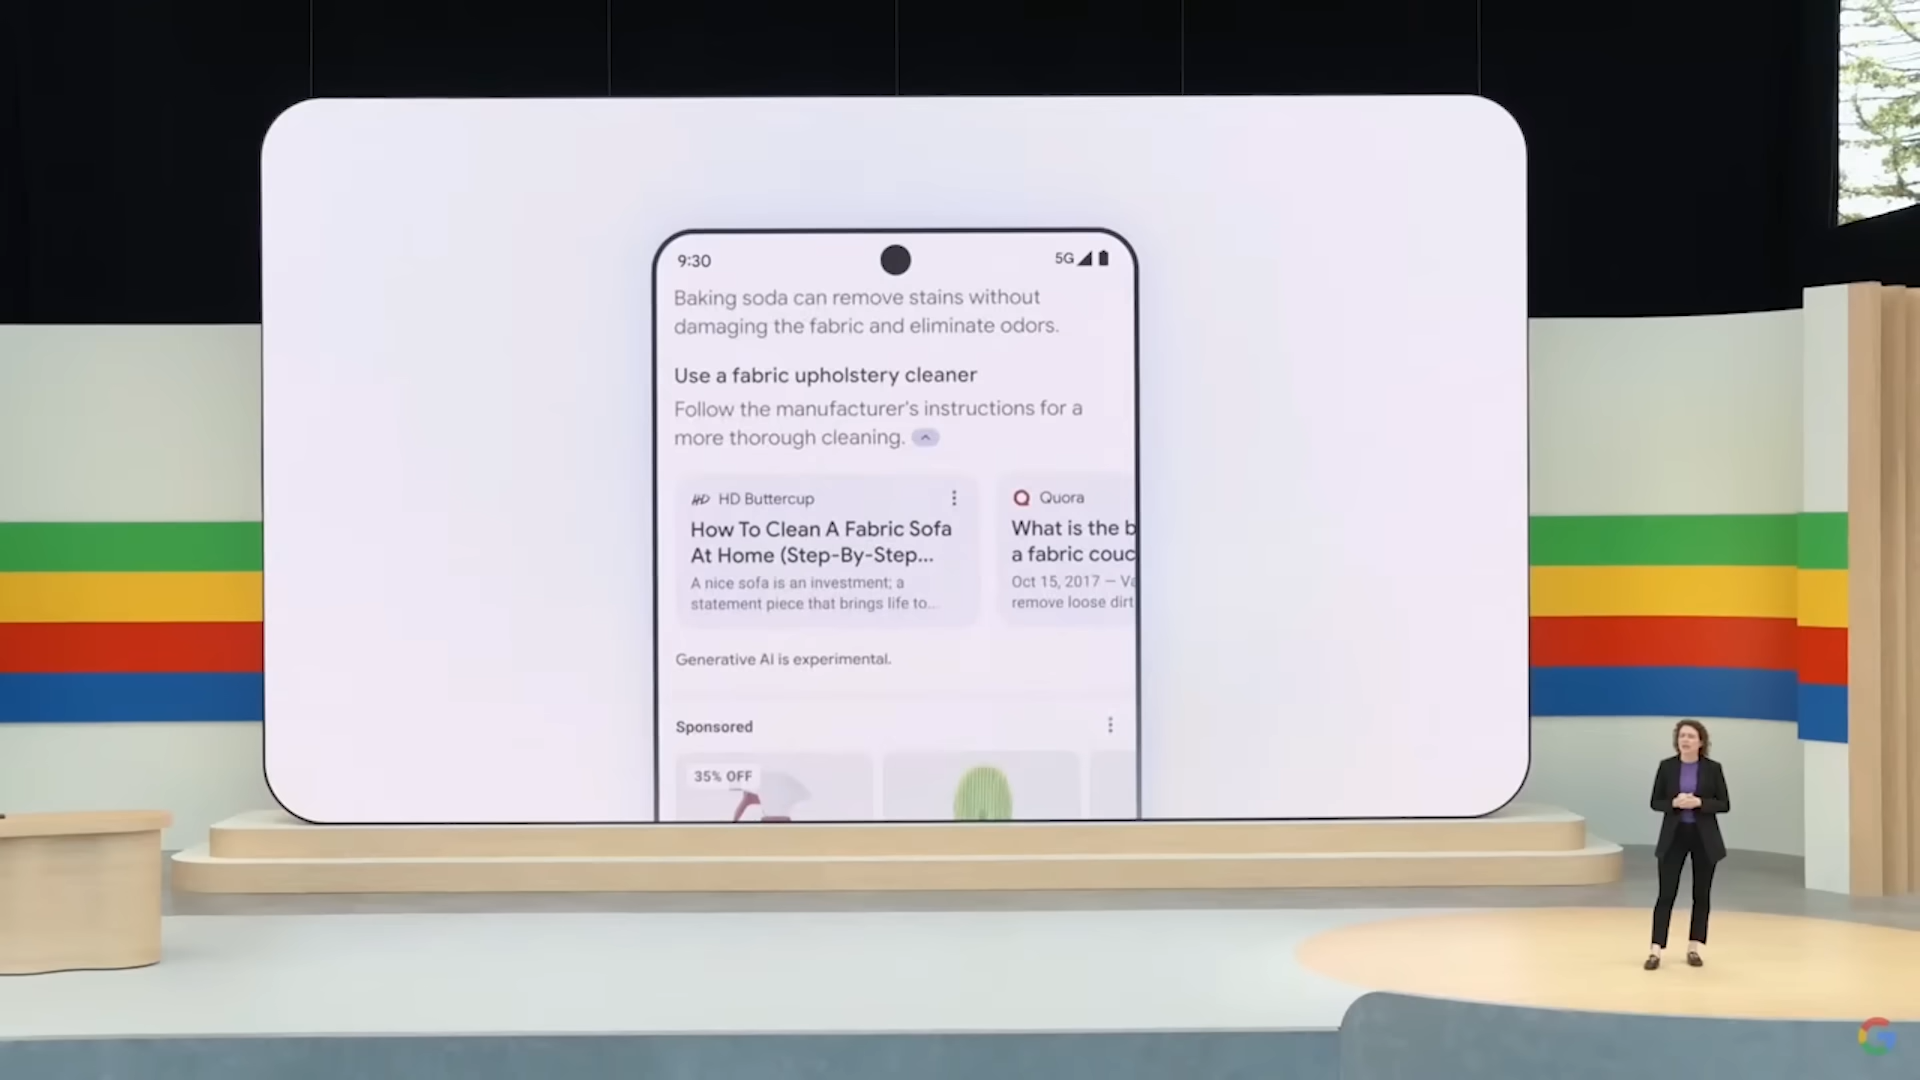 9:30
5G
Baking soda can remove stains without
damaging the fabric and eliminate odors.
Use a fabric upholstery cleaner
Follow the manufacturer's instructions for a
more thorough cleaning.
HD Buttercup
How To Clean A Fabric Sofa
At Home (Step-By-Step...
A nice sofa is an investment; a
statement piece that brings life to...
Quora
What is the b
a fabric couc
Oct 15, 2017 — Va
remove loose dirt
Generative AI is experimental.
Sponsored
35% OFF